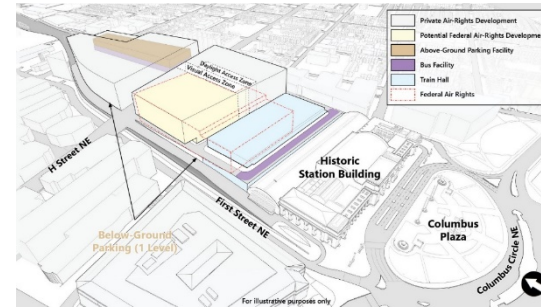 Private Air-Rights Development
Potential Federal Air-Rights Developme
Above-Ground Parking Facility
Bus Facility
Train Hall
Federal Air Rights
Daylight Access Zone
Visual Access Zone
H Street NE
Historic
Station Building
First Street NE
Columbus
Plaza
Below-Ground
Parking (1 Level)
Columbus Circle NE
For illustrative purposes only